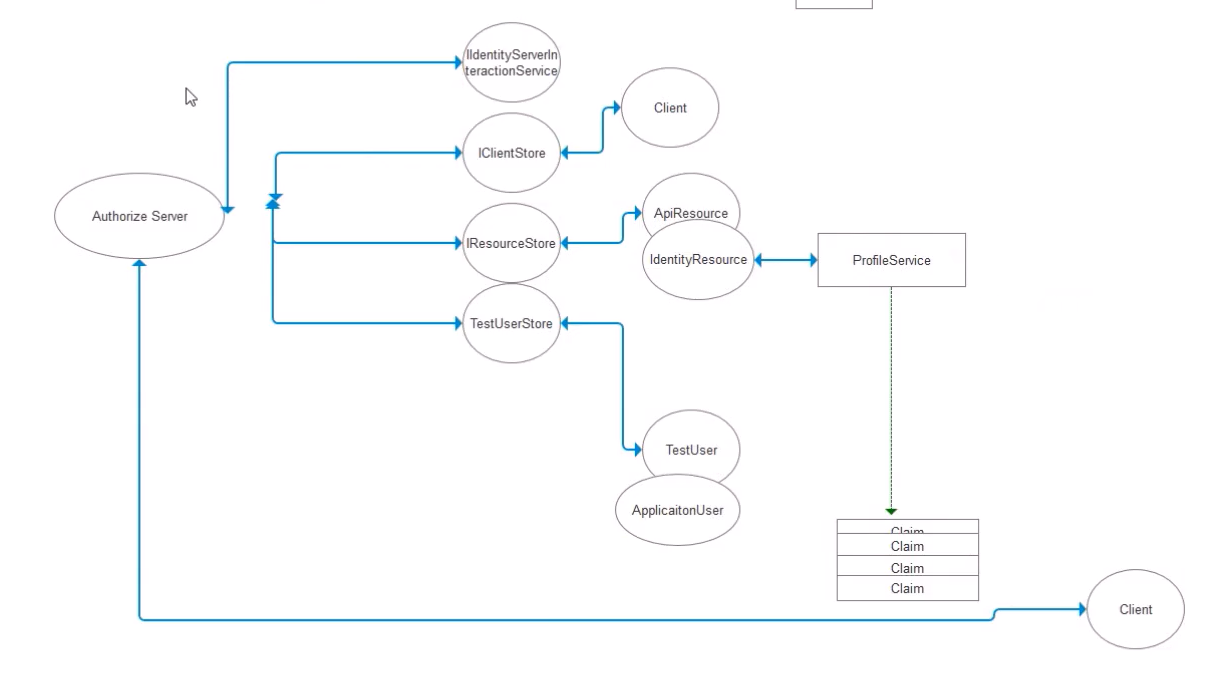 IIdentityServerIn
teractionService
Client
IClientStore
Authorize Server
ApiResource
IResourceStore
IdentityResource
ProfileService
TestUserStore
TestUser
ApplicaitonUser
Claim
Claim
Claim
Claim
Client